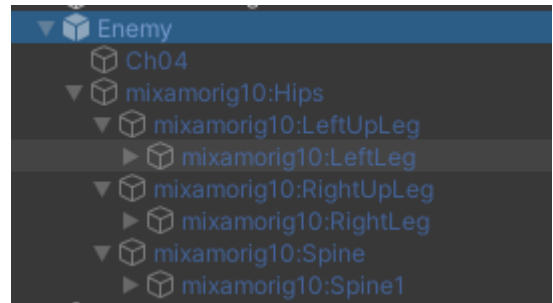 Enemy
Ch04
mixamorig10:Hips
mixamorig10:LeftUpLeg
mixamorig10:LeftLeg
mixamorig10:RightUpLeg
mixamorig10:RightLeg
mixamorig10:Spine
mixamorig10:Spine1